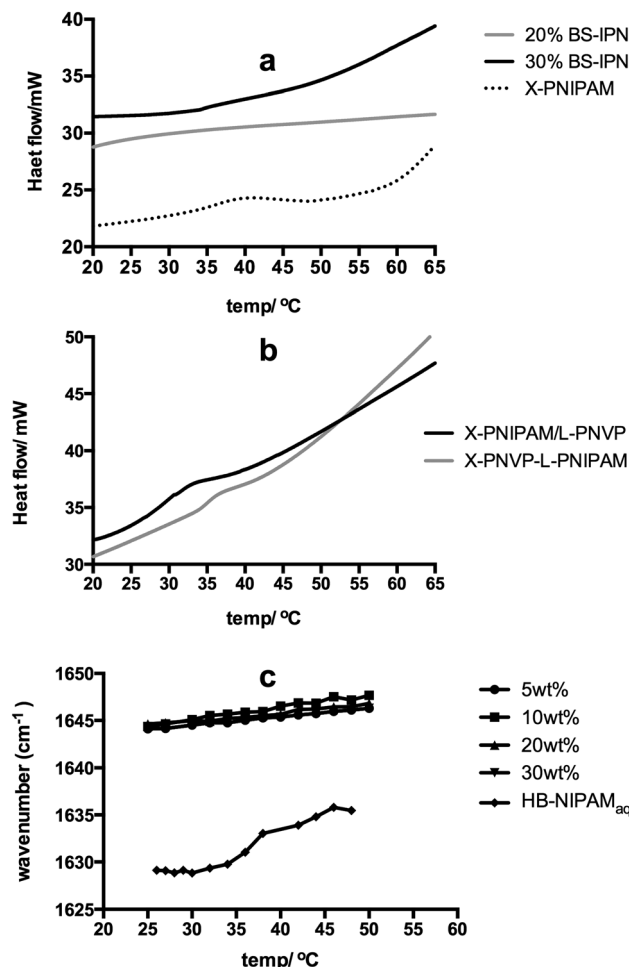 a
40
35
30
25
20
Haet flow/mW
20 25 30 35 40 45 50 55 60 65
temp/ °C
20% BS-IPN
30% BS-IPN
X-PNIPAM
b
50
45
40
35
30
Heat flow/ mW
20 25 30 35 40 45 50 55 60 65
temp/ °C
X-PNIPAM/L-PNVP
X-PNVP-L-PNIPAM
c
1650
1645
1640
1635
1630
1625
wavenumber (cm-1 )
20 25 30 35 40 45 50 60
temp/ °C
5wt%
10wt%
20wt%
30wt%
HB-NIPAMaq